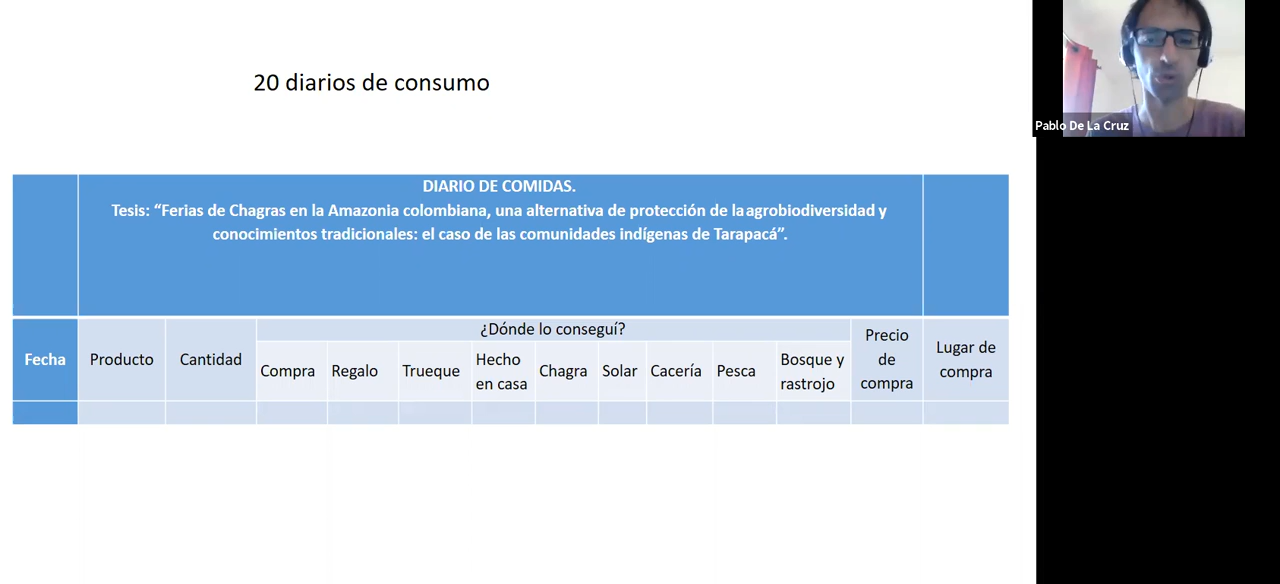 20 diarios de consumo
Pablo De La Cruz
DIARIO DE COMIDAS.
Tesis: “Ferias de Chagras en la Amazonia colombiana, una alternativa de protección de la agrobiodiversidad y
conocimientos tradicionales: el caso de las comunidades indígenas de Tarapacá”.
Fecha
Producto
Cantidad
¿Dónde lo conseguí?
Compra
Regalo
Trueque
Hecho
en casa
Chagra
Solar
Cacería
Pesca
Bosque y
rastrojo
Precio
de
compra
Lugar de
compra